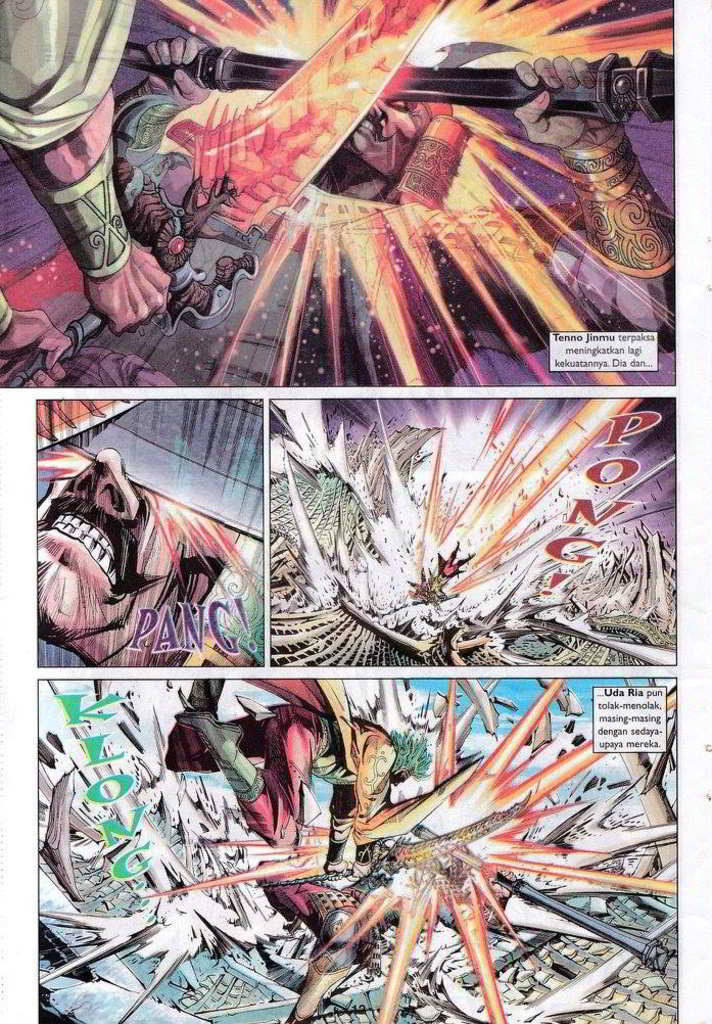 Tenno Jinmu terpaksa
meningkatkan lagi
kekuatannya. Dia dan...
PANG!
PONG!
KLONG...
...Uda Ria pun
tolak-menolak,
masing-masing
dengan sedaya-
upaya mereka.